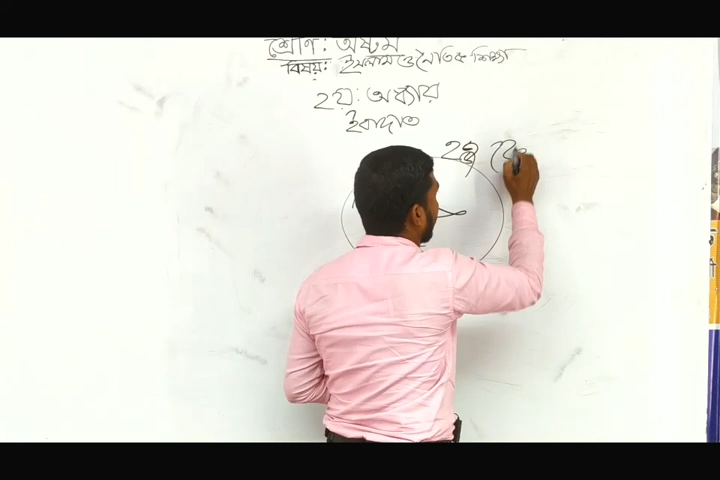 শ্রেণি: অষ্টম
বিষয়: ইসলাম ও নৈতিক শিক্ষা
২য়: অধ্যায়
ইবাদাত